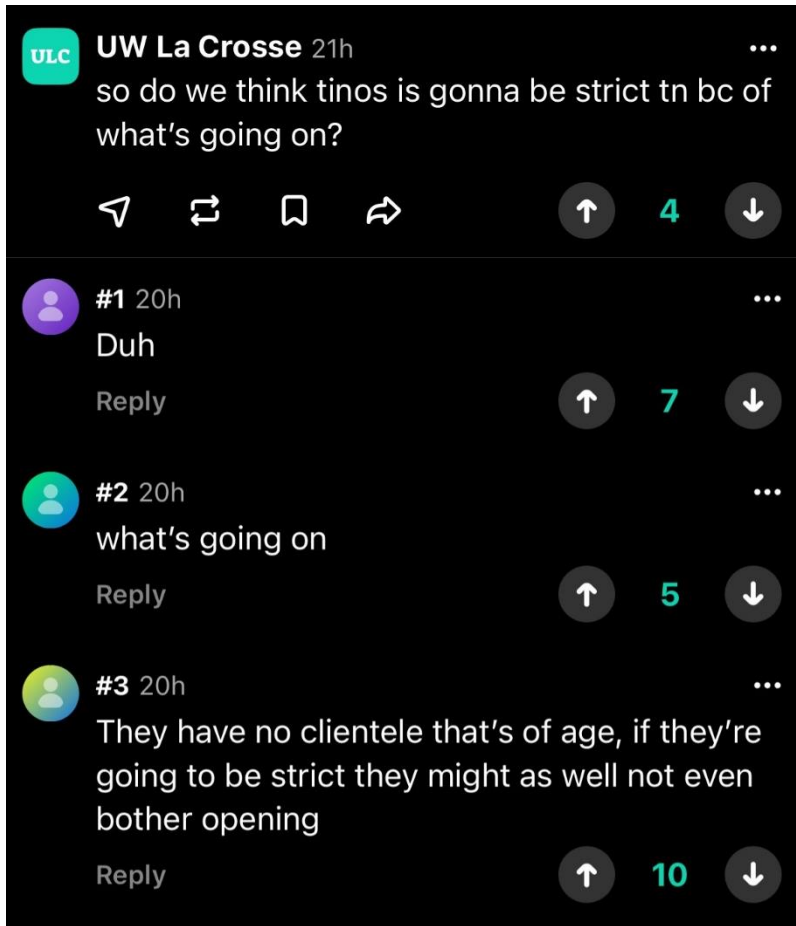 ULC
UW La Crosse 21h
so do we think tinos is gonna be strict tn bc of
what's going on?
4
#1 20h
Duh
Reply
7
#2 20h
what's going on
Reply
5
#3 20h
They have no clientele that's of age, if they're
going to be strict they might as well not even
bother opening
Reply
10